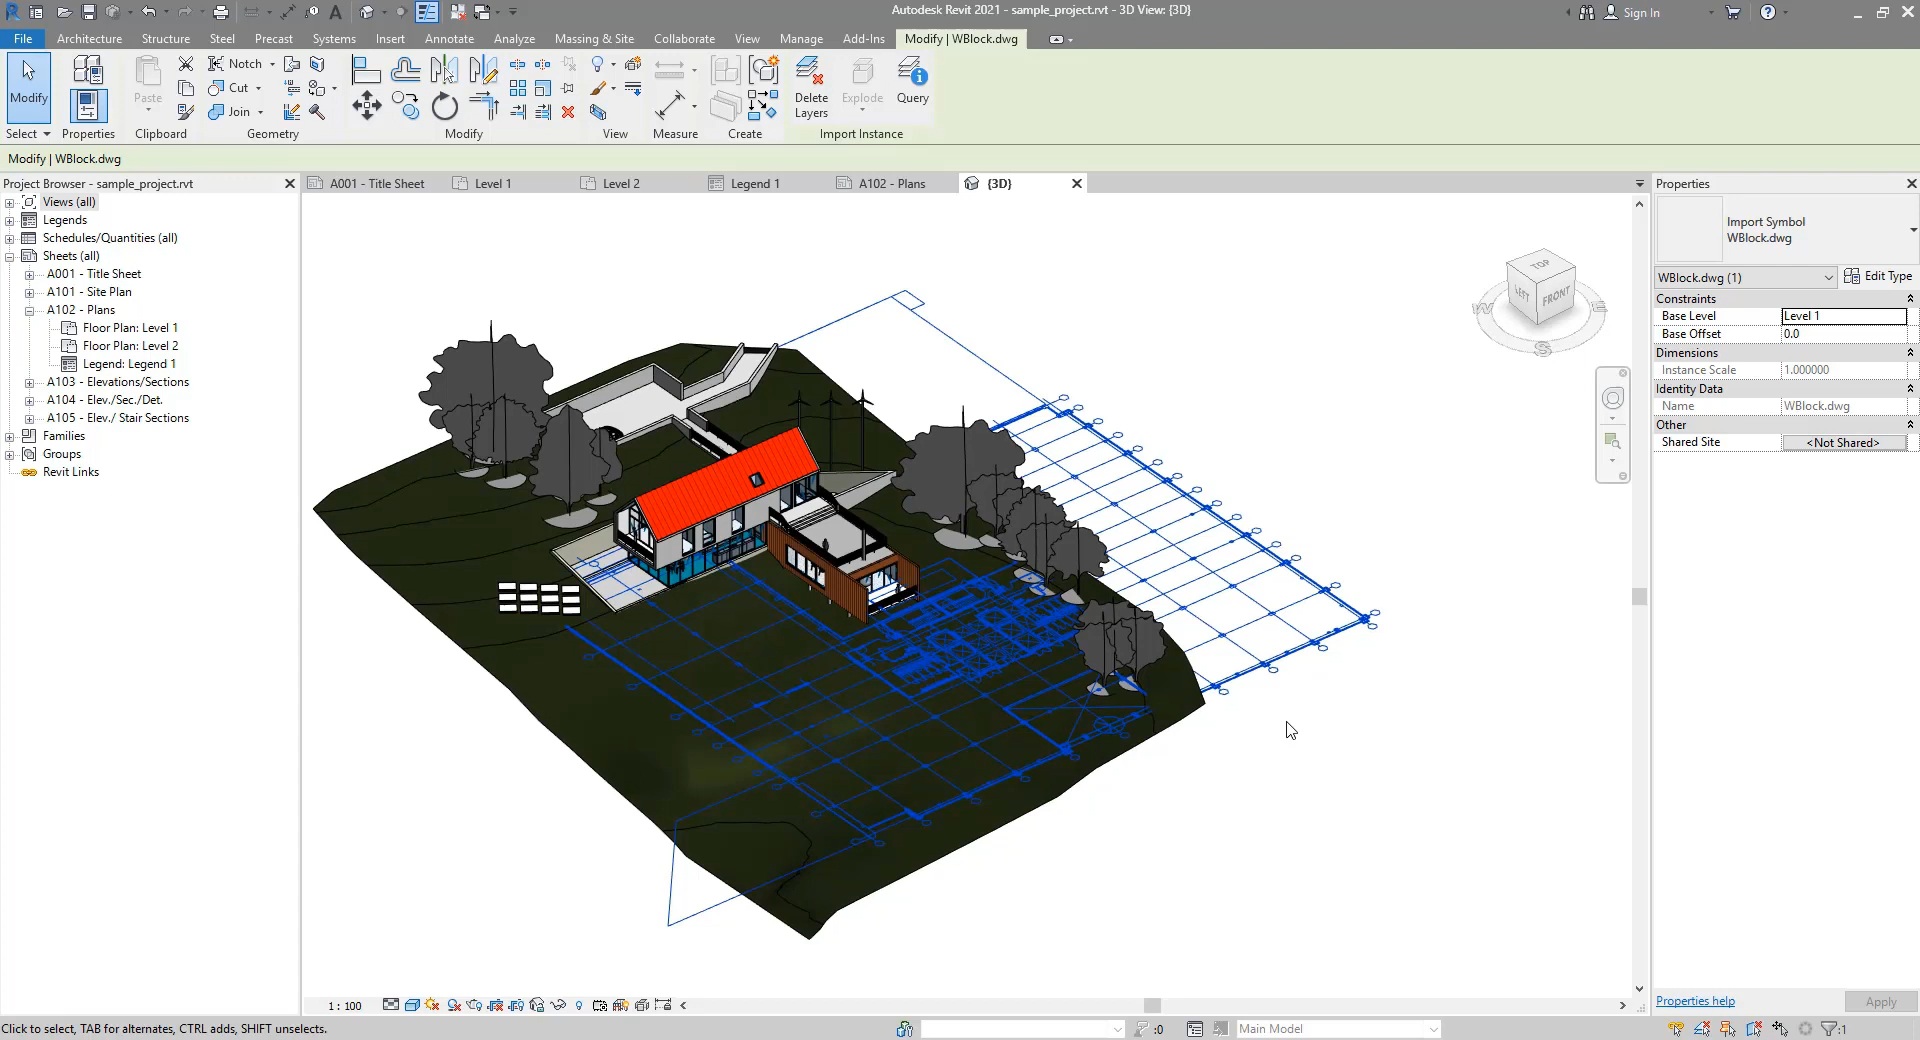 Autodesk Revit 2021 - sample_project.rvt - 3D View: {3D}
Sign In
File Architecture Structure Steel Precast Systems Insert Annotate Analyze Massing & Site Collaborate View Manage Add-Ins Modify | WBlock.dwg
Modify
Paste
Notch
Cut
Join
Delete
Layers
Explode
Query
Select
Properties
Clipboard
Geometry
Modify
View
Measure
Create
Import Instance
Modify | WBlock.dwg
Project Browser - sample_project.rvt
Views (all)
Legends
Schedules/Quantities (all)
Sheets (all)
A001 - Title Sheet
A101 - Site Plan
A102 - Plans
Floor Plan: Level 1
Floor Plan: Level 2
Legend: Legend 1
A103 - Elevations/Sections
A104 - Elev./Sec./Det.
A105 - Elev./ Stair Sections
Families
Groups
Revit Links
A001 - Title Sheet
Level 1
Level 2
Legend 1
A102 - Plans
{3D}
TOP
LEFT
FRONT
W
E
S
Properties
Import Symbol
WBlock.dwg
WBlock.dwg (1)
Edit Type
Constraints
Base Level Level 1
Base Offset 0.0
Dimensions
Instance Scale 1.000000
Identity Data
Name WBlock.dwg
Other
Shared Site <Not Shared>
Properties help
Apply
1 : 100
Click to select, TAB for alternates, CTRL adds, SHIFT unselects.
:0
Main Model
:1